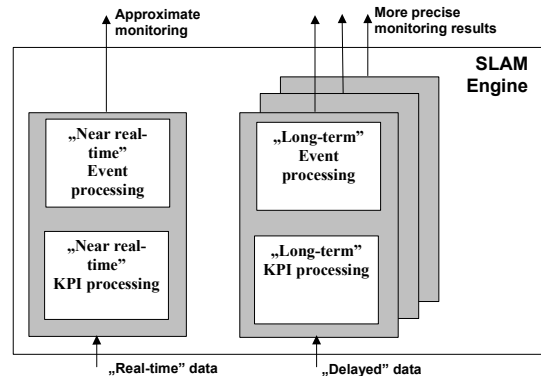 Approximate
monitoring
More precise
monitoring results
SLAM
Engine
„Near real-
time”
Event
processing
„Near real-
time”
KPI processing
„Long-term”
Event
processing
„Long-term”
KPI processing
„Real-time” data
„Delayed” data